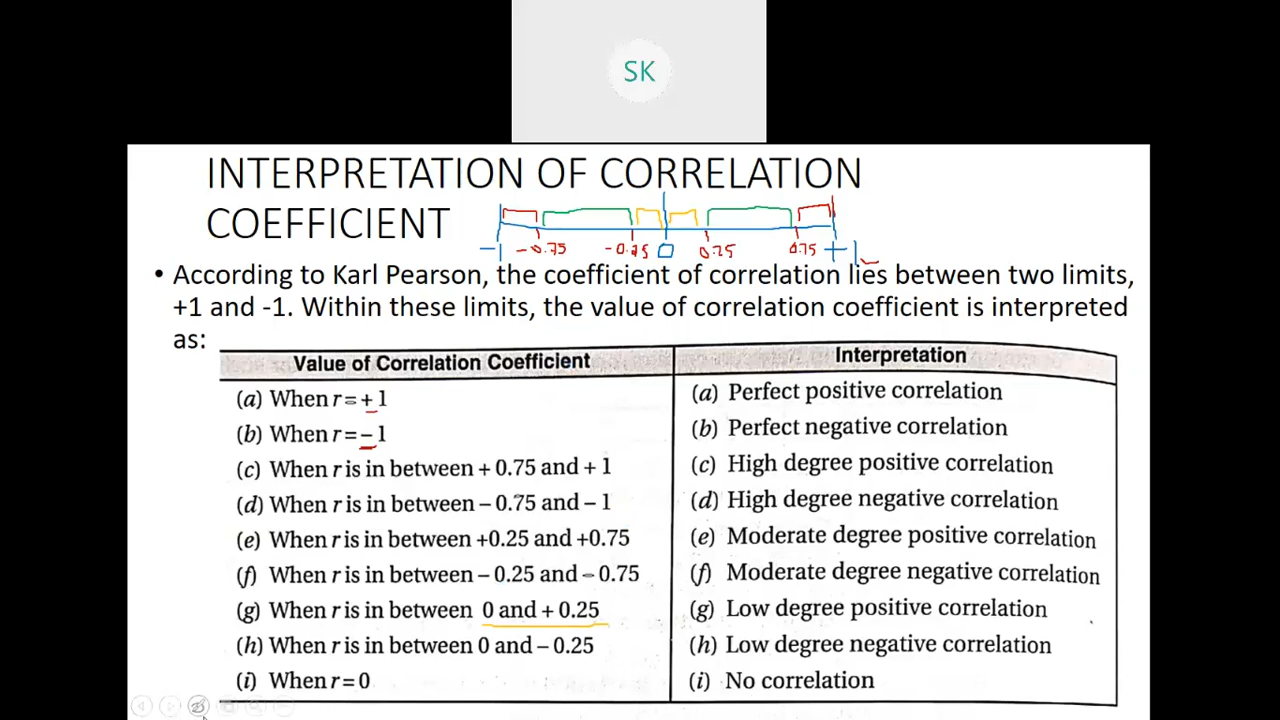 SK
INTERPRETATION OF CORRELATION
COEFFICIENT
-1 -0.75 -0.25 0 0.25 0.75 +1
• According to Karl Pearson, the coefficient of correlation lies between two limits,
+1 and -1. Within these limits, the value of correlation coefficient is interpreted
as:
Value of Correlation Coefficient Interpretation
(a) When r = + 1 (a) Perfect positive correlation
(b) When r = – 1 (b) Perfect negative correlation
(c) When r is in between + 0.75 and + 1 (c) High degree positive correlation
(d) When r is in between – 0.75 and – 1 (d) High degree negative correlation
(e) When r is in between +0.25 and +0.75 (e) Moderate degree positive correlation
(f) When r is in between – 0.25 and – 0.75 (f) Moderate degree negative correlation
(g) When r is in between 0 and + 0.25 (g) Low degree positive correlation
(h) When r is in between 0 and – 0.25 (h) Low degree negative correlation
(i) When r = 0 (i) No correlation